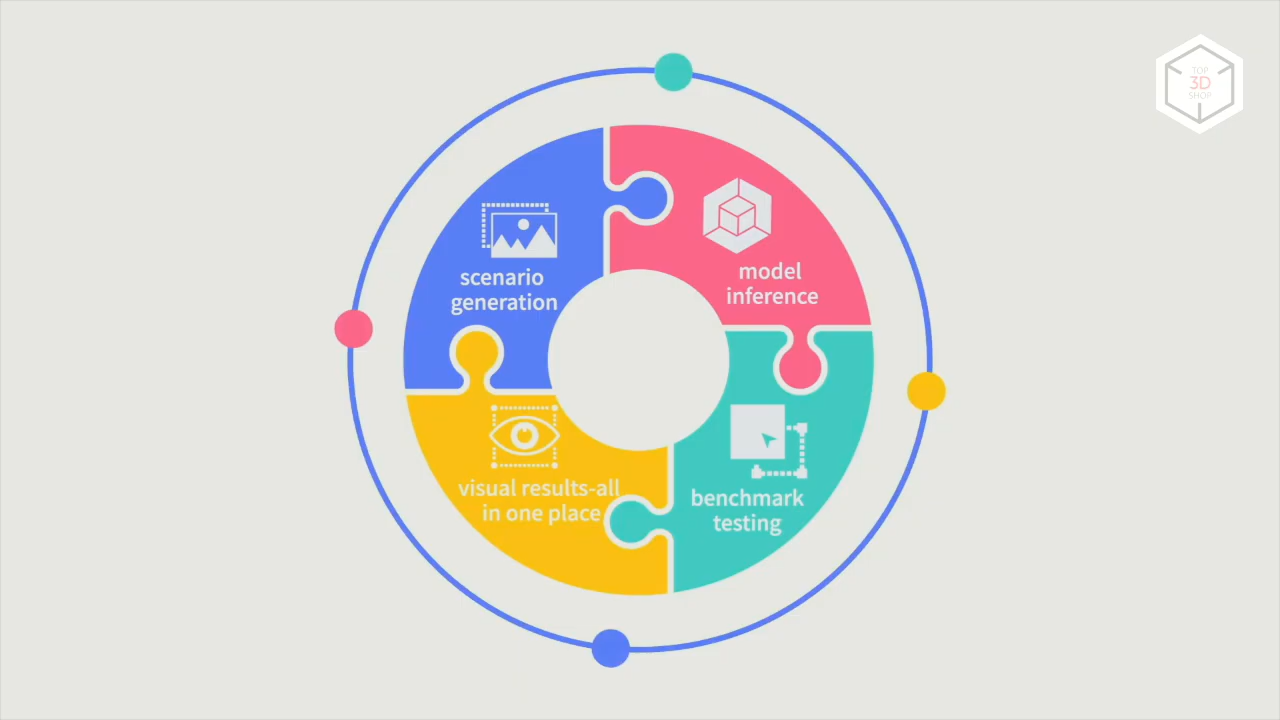 TOP
3D
SHOP
scenario
generation
model
inference
visual results-all
in one place
benchmark
testing